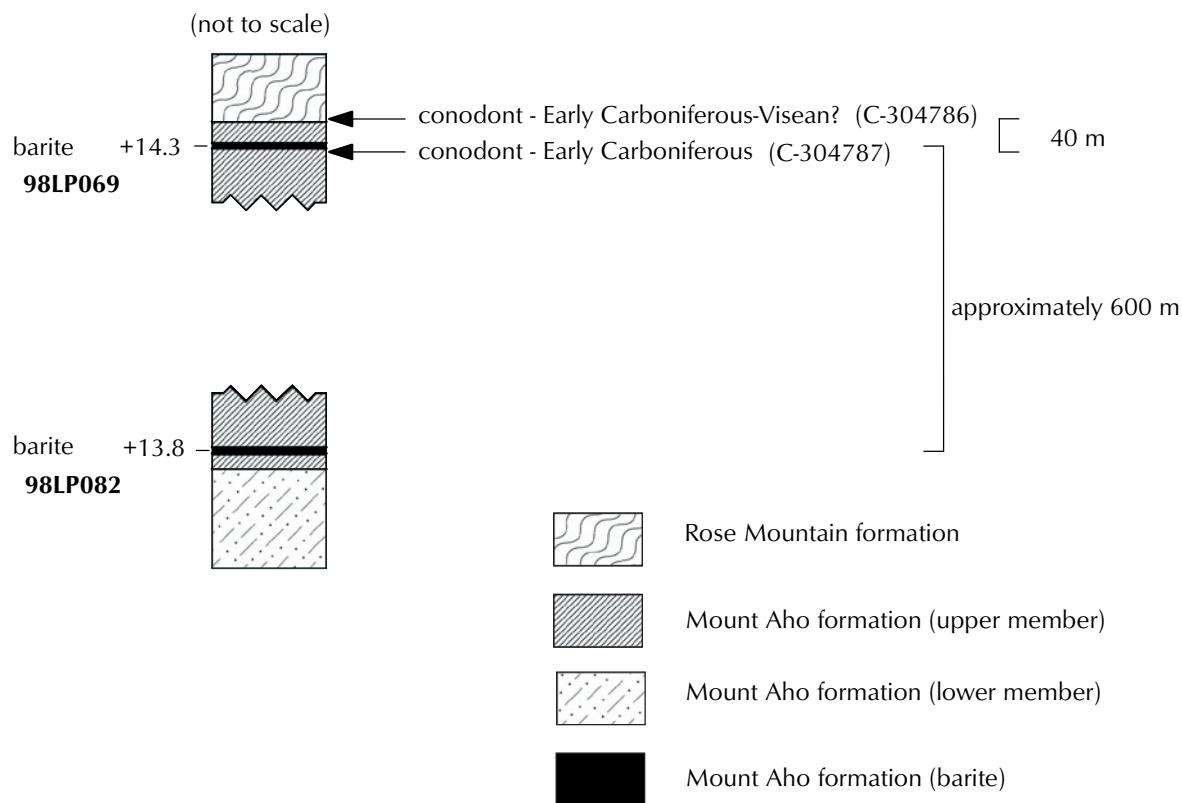 (not to scale)
conodont - Early Carboniferous-Visean? (C-304786)
barite +14.3
conodont - Early Carboniferous (C-304787)
40 m
98LP069
approximately 600 m
barite +13.8
98LP082
Rose Mountain formation
Mount Aho formation (upper member)
Mount Aho formation (lower member)
Mount Aho formation (barite)